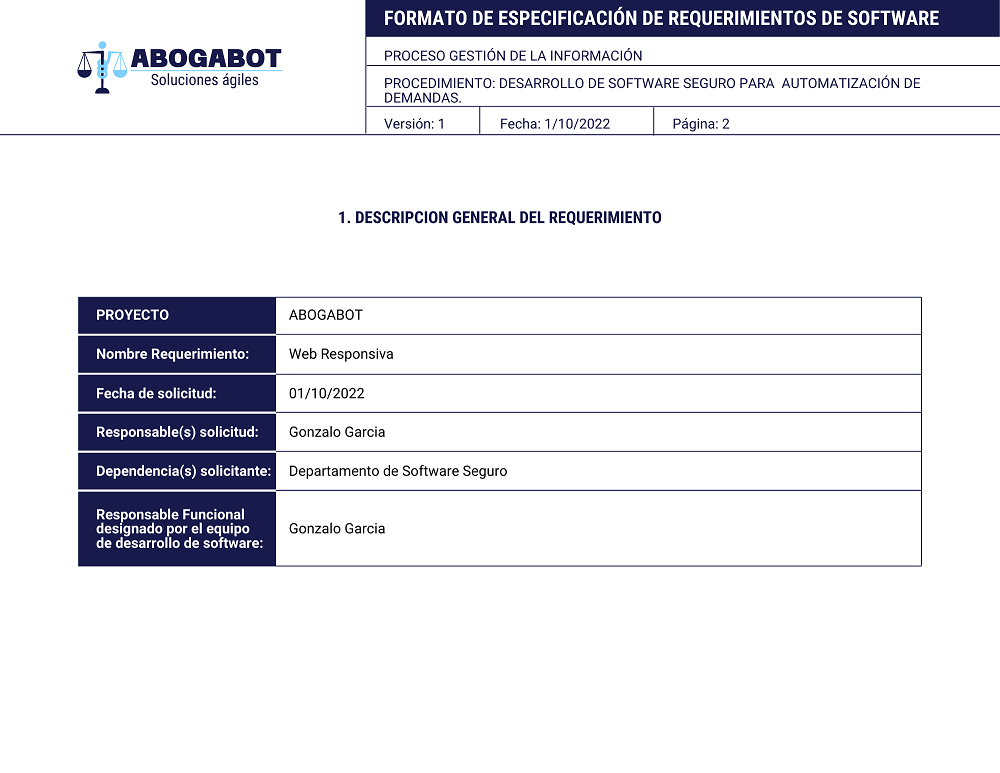 FORMATO DE ESPECIFICACIÓN DE REQUERIMIENTOS DE SOFTWARE
ABOGABOT
Soluciones ágiles
PROCESO GESTIÓN DE LA INFORMACIÓN
PROCEDIMIENTO: DESARROLLO DE SOFTWARE SEGURO PARA AUTOMATIZACIÓN DE
DEMANDAS.
Versión: 1 Fecha: 1/10/2022 Página: 2
1. DESCRIPCION GENERAL DEL REQUERIMIENTO
PROYECTO ABOGABOT
Nombre Requerimiento: Web Responsiva
Fecha de solicitud: 01/10/2022
Responsable(s) solicitud: Gonzalo Garcia
Dependencia(s) solicitante: Departamento de Software Seguro
Responsable Funcional
designado por el equipo
de desarrollo de software:
Gonzalo Garcia